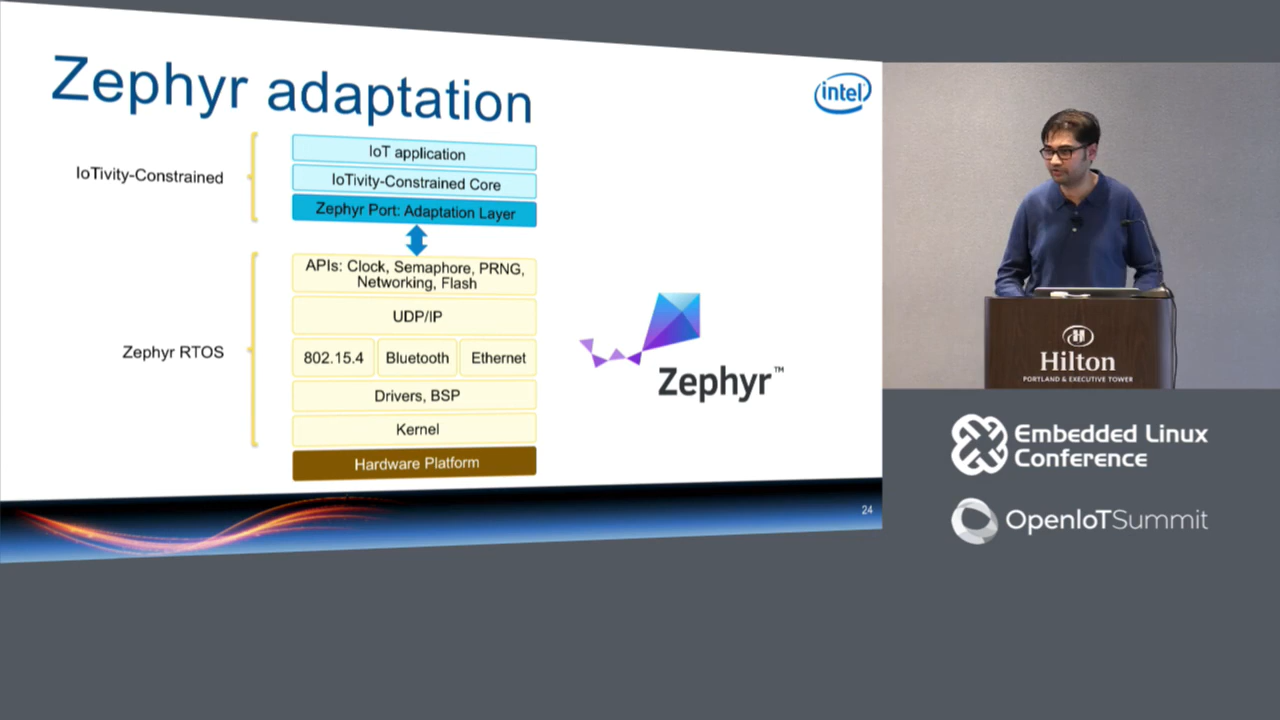 Zephyr adaptation
intel
IoTivity-Constrained
IoT application
IoTivity-Constrained Core
Zephyr Port: Adaptation Layer
APIs: Clock, Semaphore, PRNG,
Networking, Flash
Zephyr RTOS
UDP/IP
802.15.4
Bluetooth
Ethernet
Drivers, BSP
Kernel
Hardware Platform
Zephyr™
24
H
Hilton
PORTLAND & EXECUTIVE TOWER
Embedded Linux
Conference
OpenIoTSummit